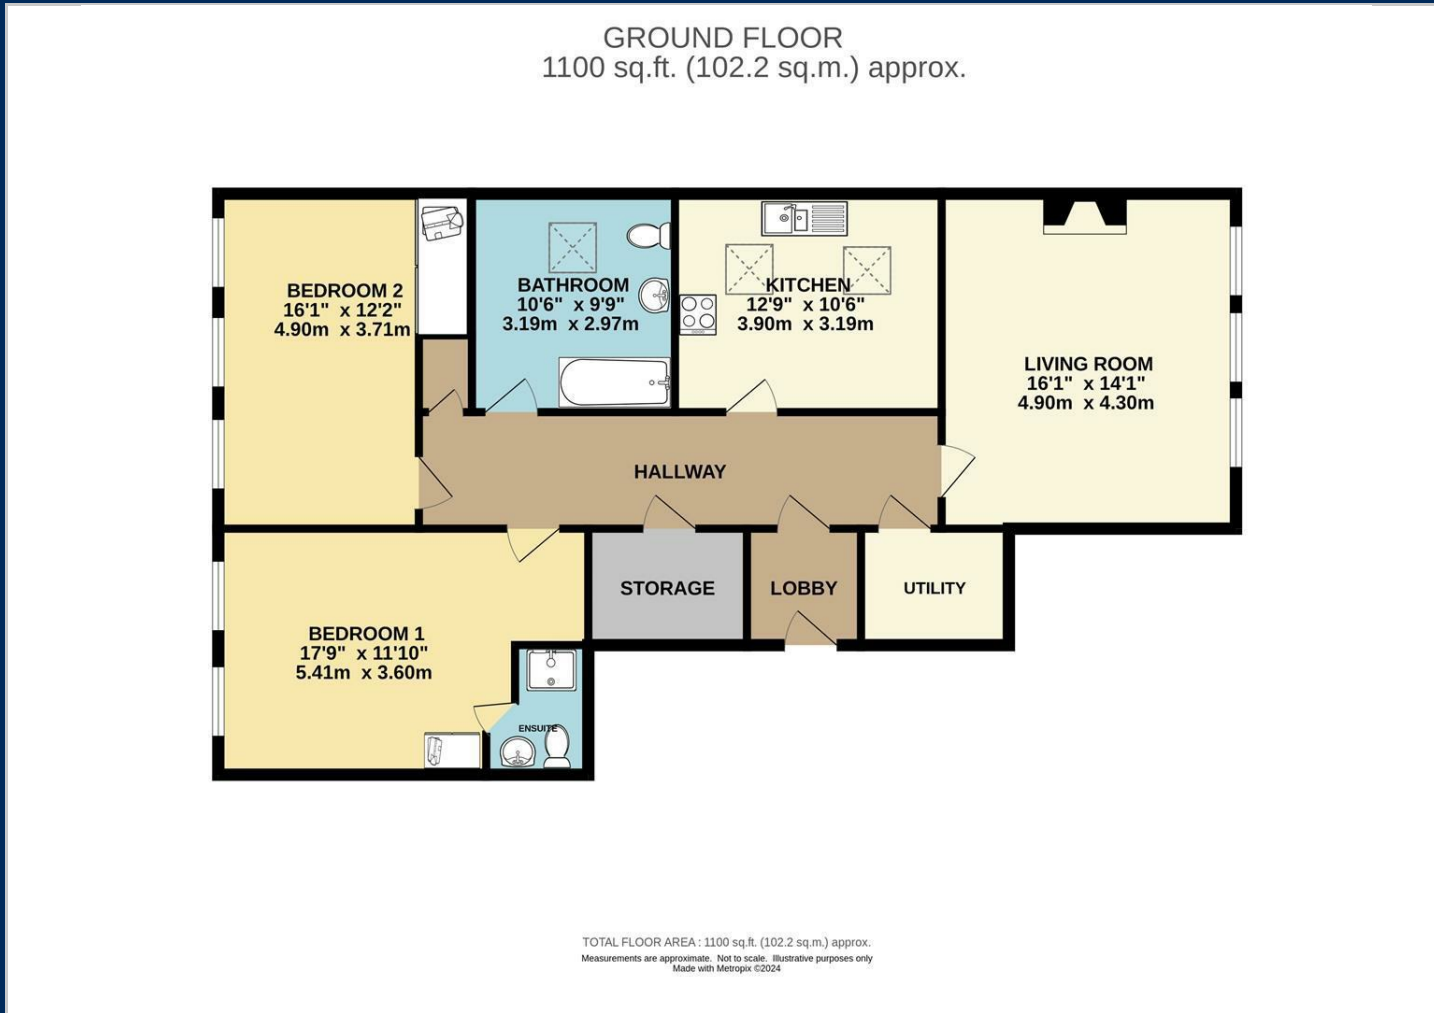 GROUND FLOOR
1100 sq.ft. (102.2 sq.m.) approx.
BEDROOM 2
16'1" x 12'2"
4.90m x 3.71m
BATHROOM
10'6" x 9'9"
3.19m x 2.97m
KITCHEN
12'9" x 10'6"
3.90m x 3.19m
LIVING ROOM
16'1" x 14'1"
4.90m x 4.30m
HALLWAY
STORAGE
LOBBY
UTILITY
BEDROOM 1
17'9" x 11'10"
5.41m x 3.60m
ENSUITE
TOTAL FLOOR AREA : 1100 sq.ft. (102.2 sq.m.) approx.
Measurements are approximate. Not to scale. Illustrative purposes only
Made with Metropix ©2024